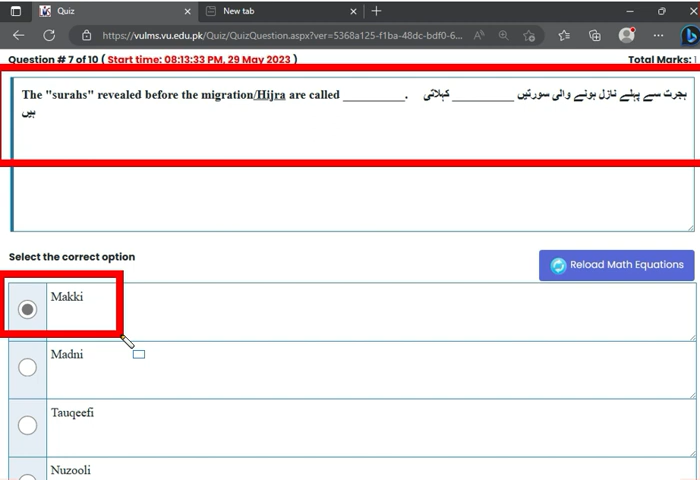 Quiz
New tab
https://vulms.vu.edu.pk/Quiz/QuizQuestion.aspx?ver=5368a125-f1ba-48dc-bdf0-6...
Question # 7 of 10 ( Start time: 08:13:33 PM, 29 May 2023 )
Total Marks: 1
The "surahs" revealed before the migration/Hijra are called __________. ہجرت سے پہلے نازل ہونے والی سورتیں __________ کہلاتی
ہیں
Select the correct option
Reload Math Equations
Makki
Madni
Tauqeefi
Nuzooli